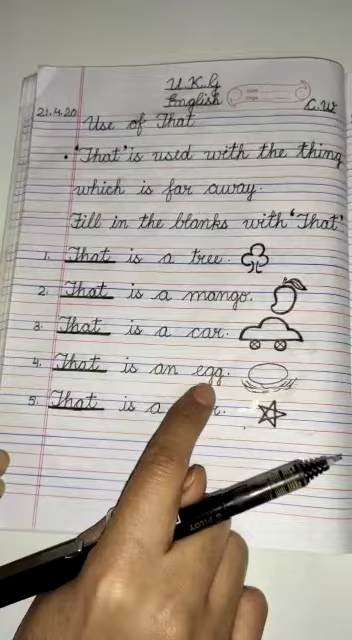 U.K.G
English
C.W
21.4.20
Use of That
• 'That' is used with the thing
which is far away.
Fill in the blanks with 'That'
1. That is a tree.
2. That is a mango.
3. That is a car.
4. That is an egg.
5. That is a r.
PILOT